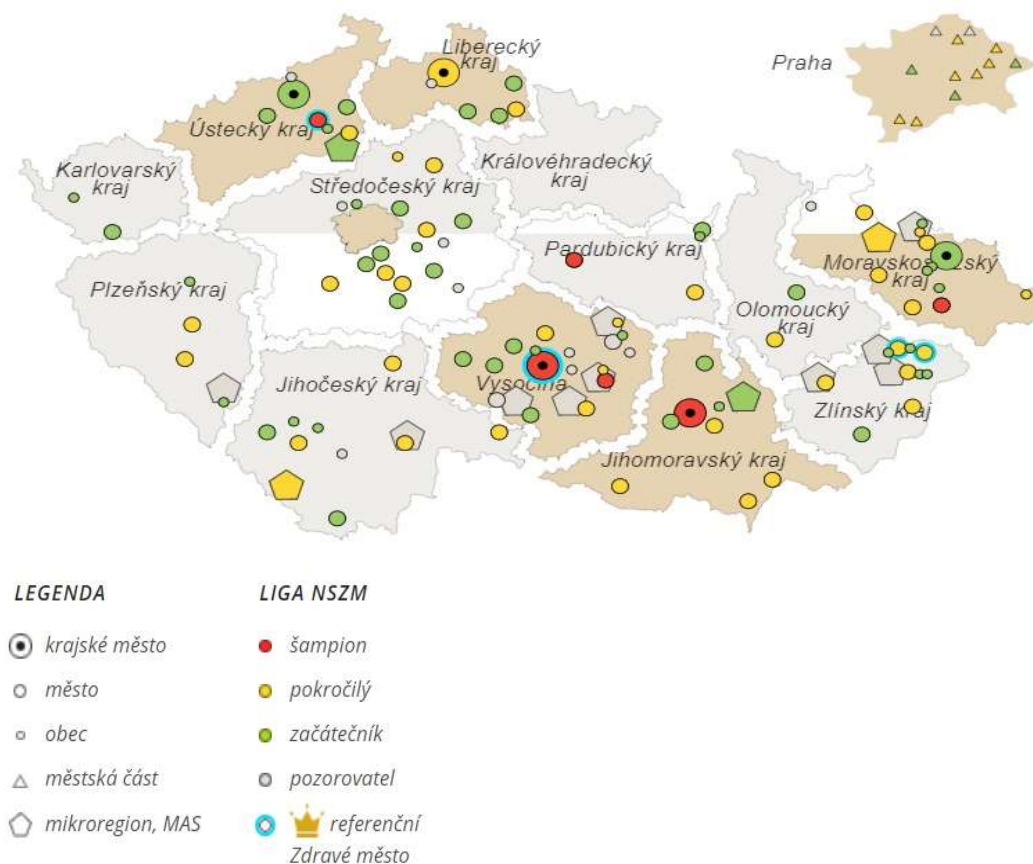 Liberecký
kraj
Praha
Ústecký kraj
Karlovarský
kraj
Královéhradecký
kraj
Středočeský kraj
Pardubický kraj
Moravskoslezský
kraj
Plzeňský kraj
Olomoucký
kraj
Jihočeský kraj
Vysočina
Zlínský kraj
Jihomoravský kraj
LEGENDA
krajské město
město
obec
městská část
mikroregion, MAS
LIGA NSZM
šampion
pokročilý
začátečník
pozorovatel
referenční
Zdravé město